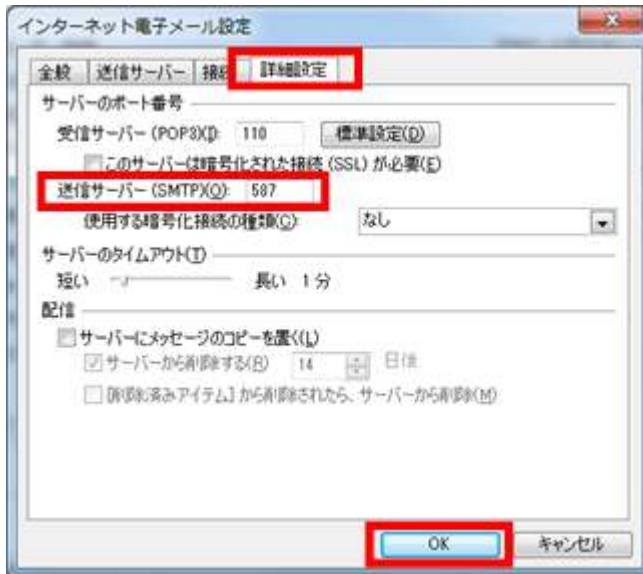 インターネット電子メール設定
全般 送信サーバー 接続 詳細設定
サーバーのポート番号
受信サーバー (POP3)(I): 110 標準設定(D)
このサーバーは暗号化された接続 (SSL) が必要(E)
送信サーバー (SMTP)(O): 587
使用する暗号化接続の種類(C): なし
サーバーのタイムアウト(T)
短い 長い 1 分
配信
サーバーにメッセージのコピーを置く(L)
サーバーから削除する(R) 14 日後
[削除済みアイテム] から削除されたら、サーバーから削除(M)
OK キャンセル